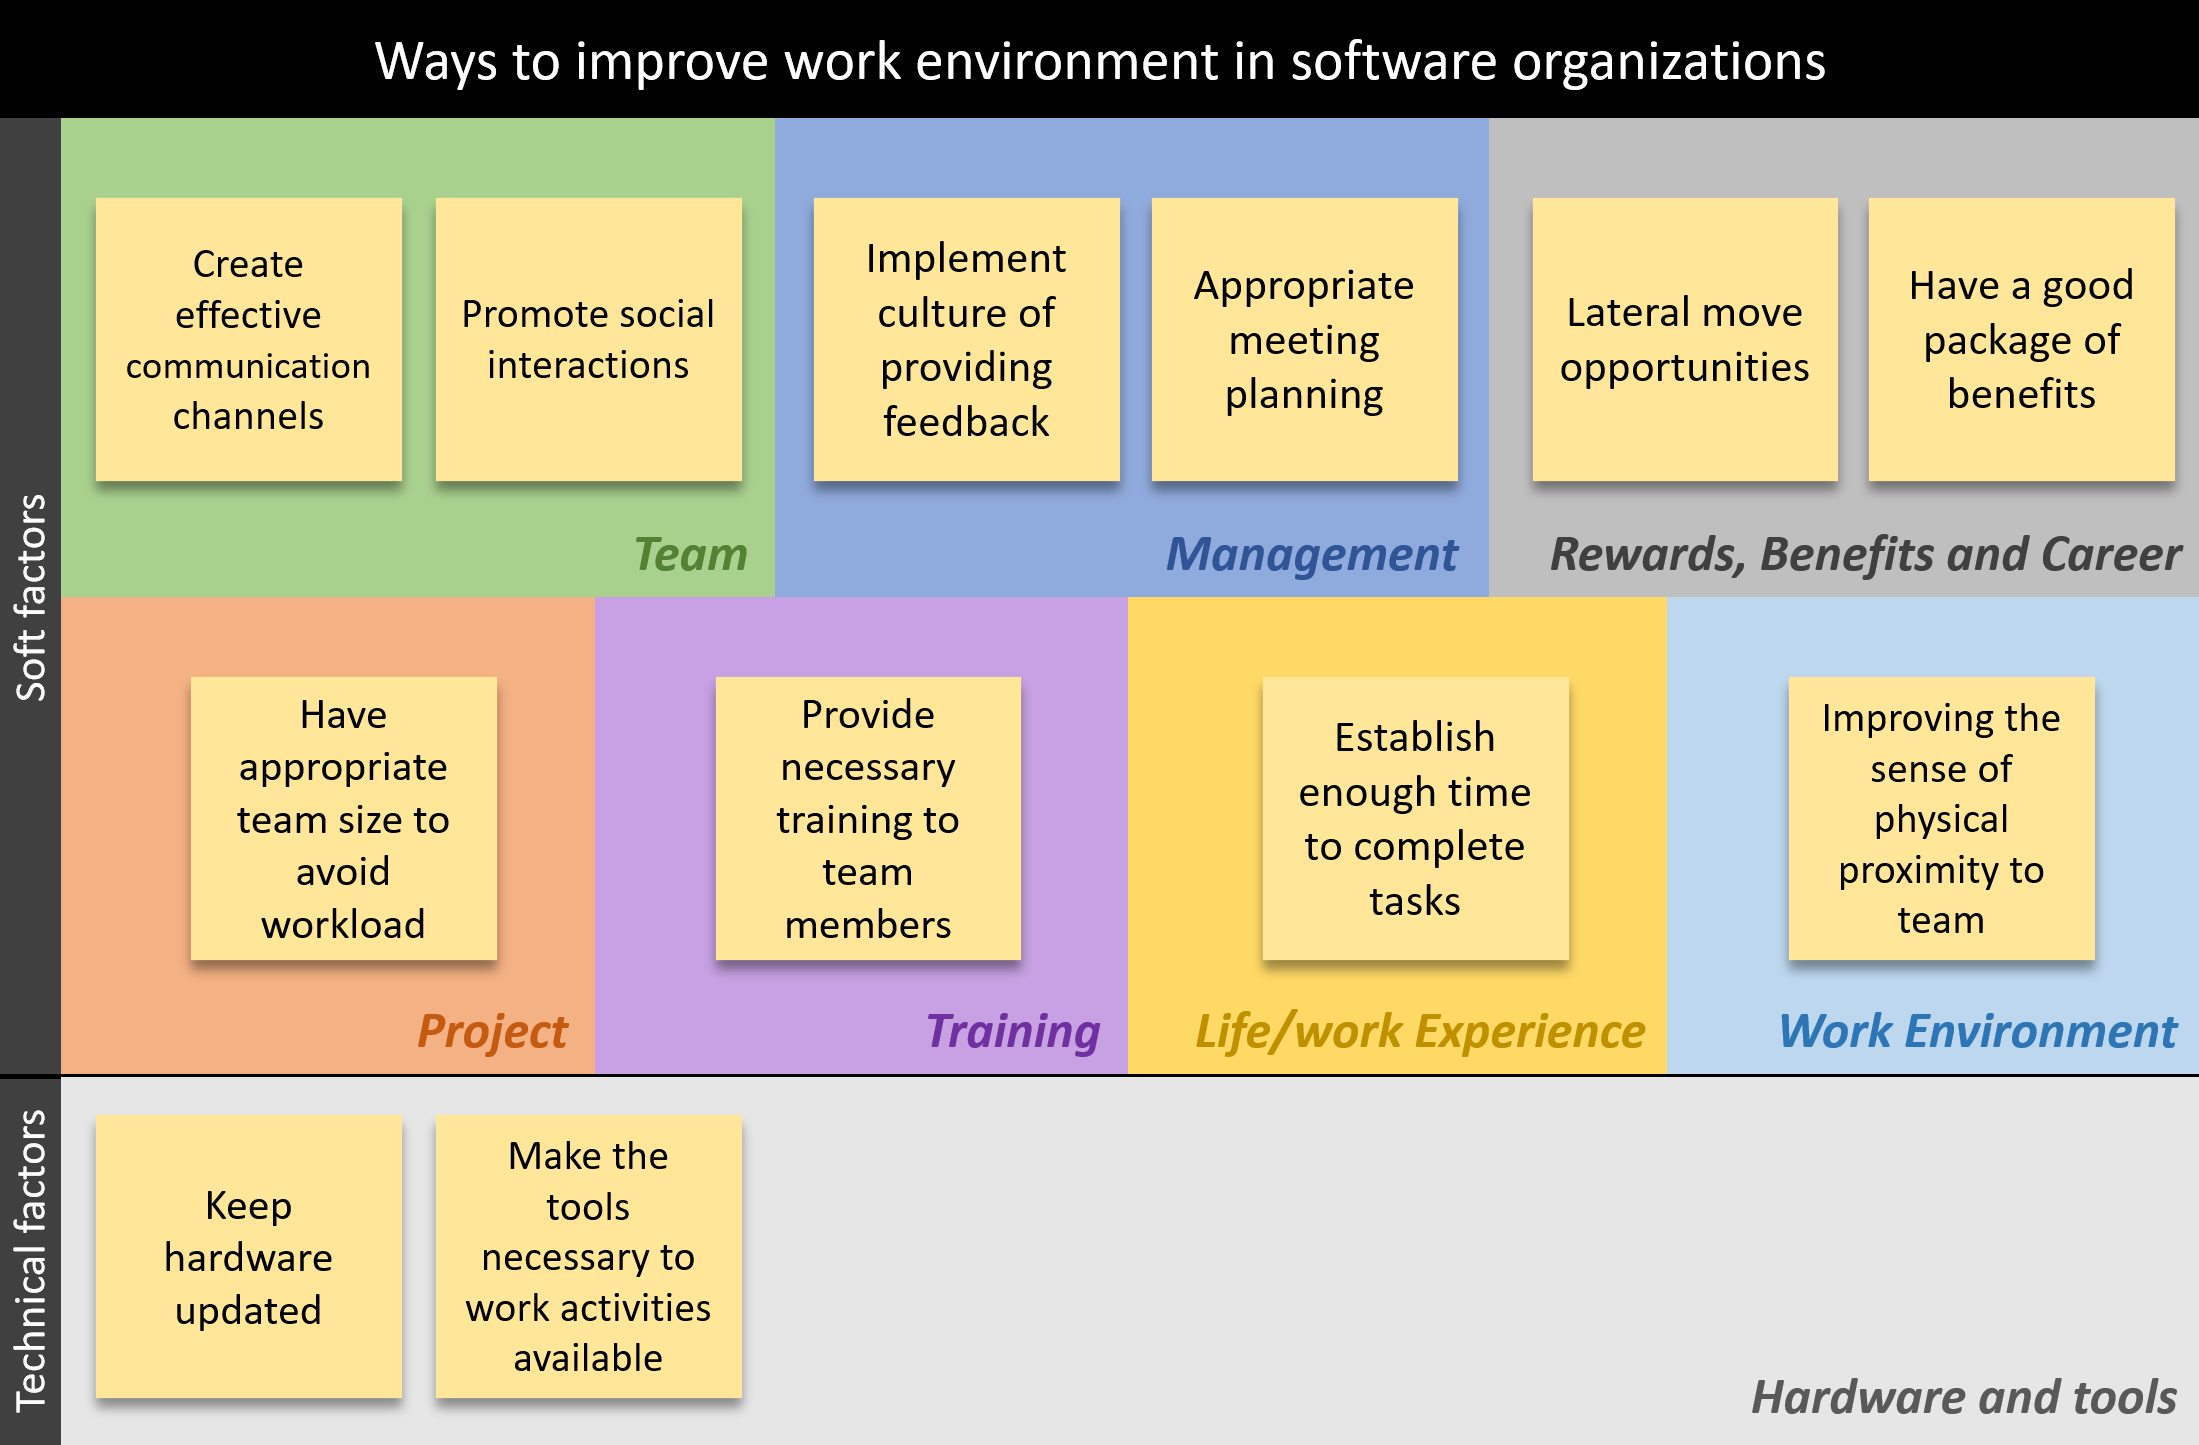 Ways to improve work environment in software organizations
Soft factors
Create
effective
communication
channels
Promote social
interactions
Team
Implement
culture of
providing
feedback
Appropriate
meeting
planning
Management
Lateral move
opportunities
Have a good
package of
benefits
Rewards, Benefits and Career
Have
appropriate
team size to
avoid
workload
Project
Provide
necessary
training to
team
members
Training
Establish
enough time
to complete
tasks
Life/work Experience
Improving the
sense of
physical
proximity to
team
Work Environment
Technical factors
Keep
hardware
updated
Make the
tools
necessary to
work activities
available
Hardware and tools